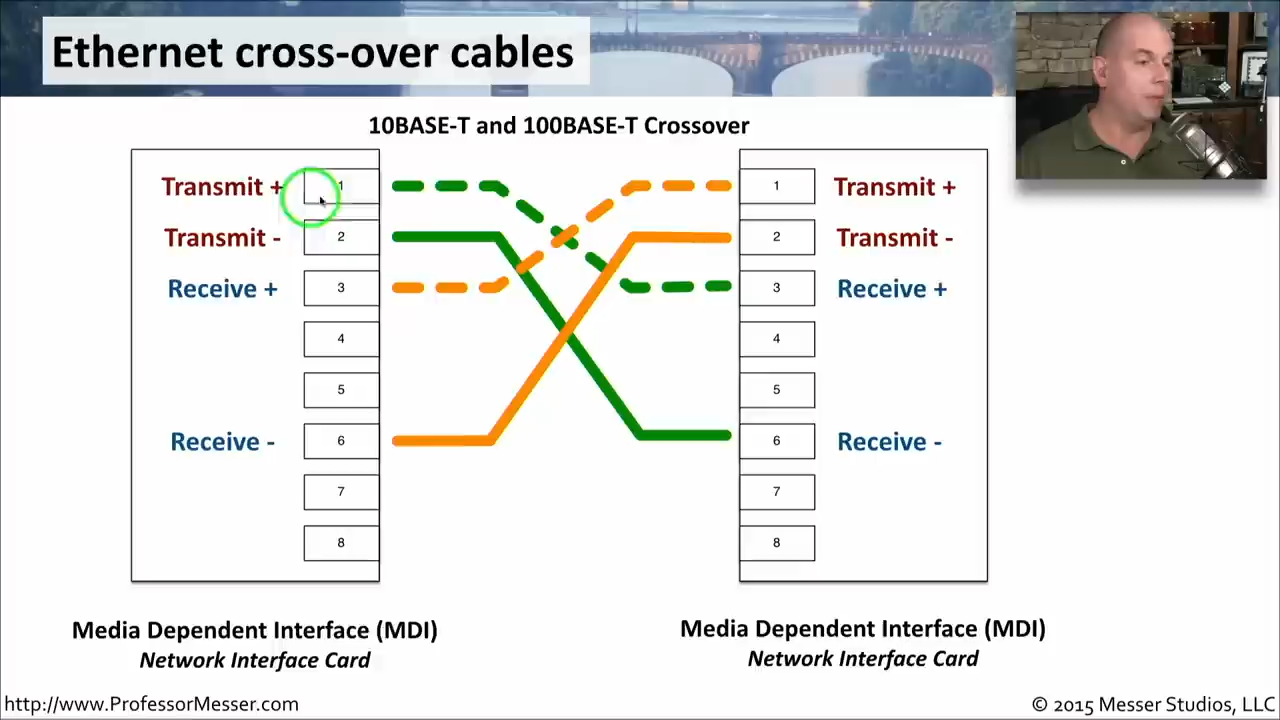 Ethernet cross-over cables
10BASE-T and 100BASE-T Crossover
Transmit + 1
Transmit - 2
Receive + 3
4
5
Receive - 6
7
8
1 Transmit +
2 Transmit -
3 Receive +
4
5
6 Receive -
7
8
Media Dependent Interface (MDI)
Network Interface Card
Media Dependent Interface (MDI)
Network Interface Card
http://www.ProfessorMesser.com
© 2015 Messer Studios, LLC